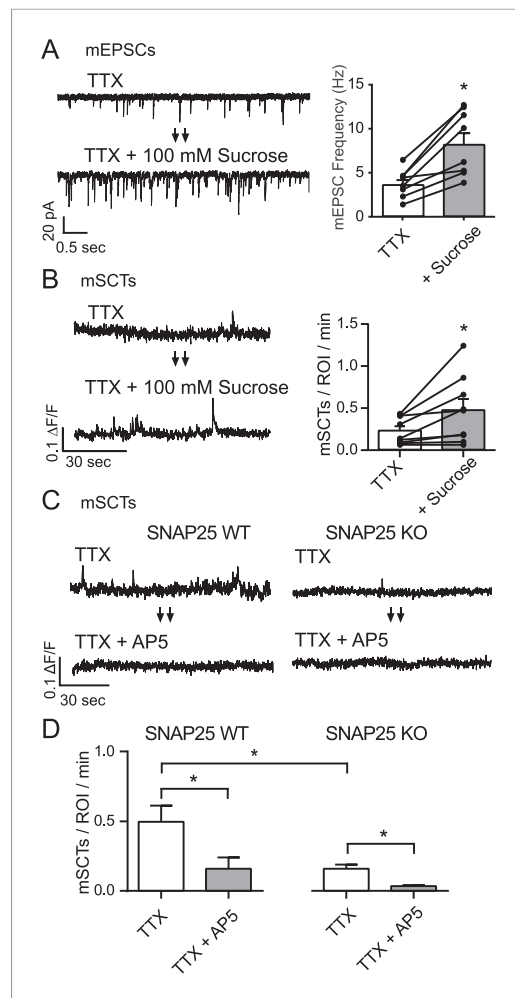 A mEPSCs
TTX
TTX + 100 mM Sucrose
20 pA
0.5 sec
mEPSC Frequency (Hz)
15
10
5
0
*
TTX
+ Sucrose
B mSCTs
TTX
TTX + 100 mM Sucrose
0.1 ΔF/F
30 sec
mSCTs / ROI / min
1.5
1.0
0.5
0.0
*
TTX
+ Sucrose
C mSCTs
SNAP25 WT
SNAP25 KO
TTX
TTX
TTX + AP5
TTX + AP5
0.1 ΔF/F
30 sec
D
SNAP25 WT
SNAP25 KO
mSCTs / ROI / min
1.0
0.5
0.0
*
*
*
TTX
TTX + AP5
TTX
TTX + AP5